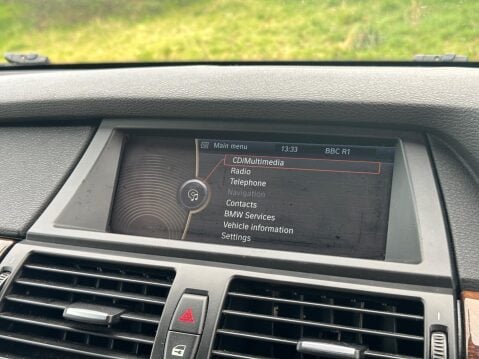 Main menu 13:33 BBC R1
CD/Multimedia
Radio
Telephone
Navigation
Contacts
BMW Services
Vehicle information
Settings